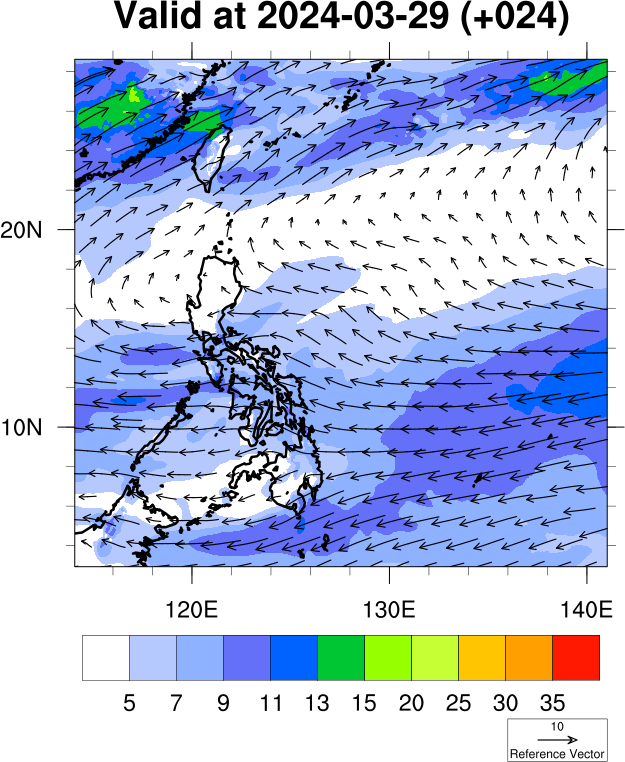 Valid at 2024-03-29 (+024)
20N
10N
120E 130E 140E
5 7 9 11 13 15 20 25 30 35
10
Reference Vector